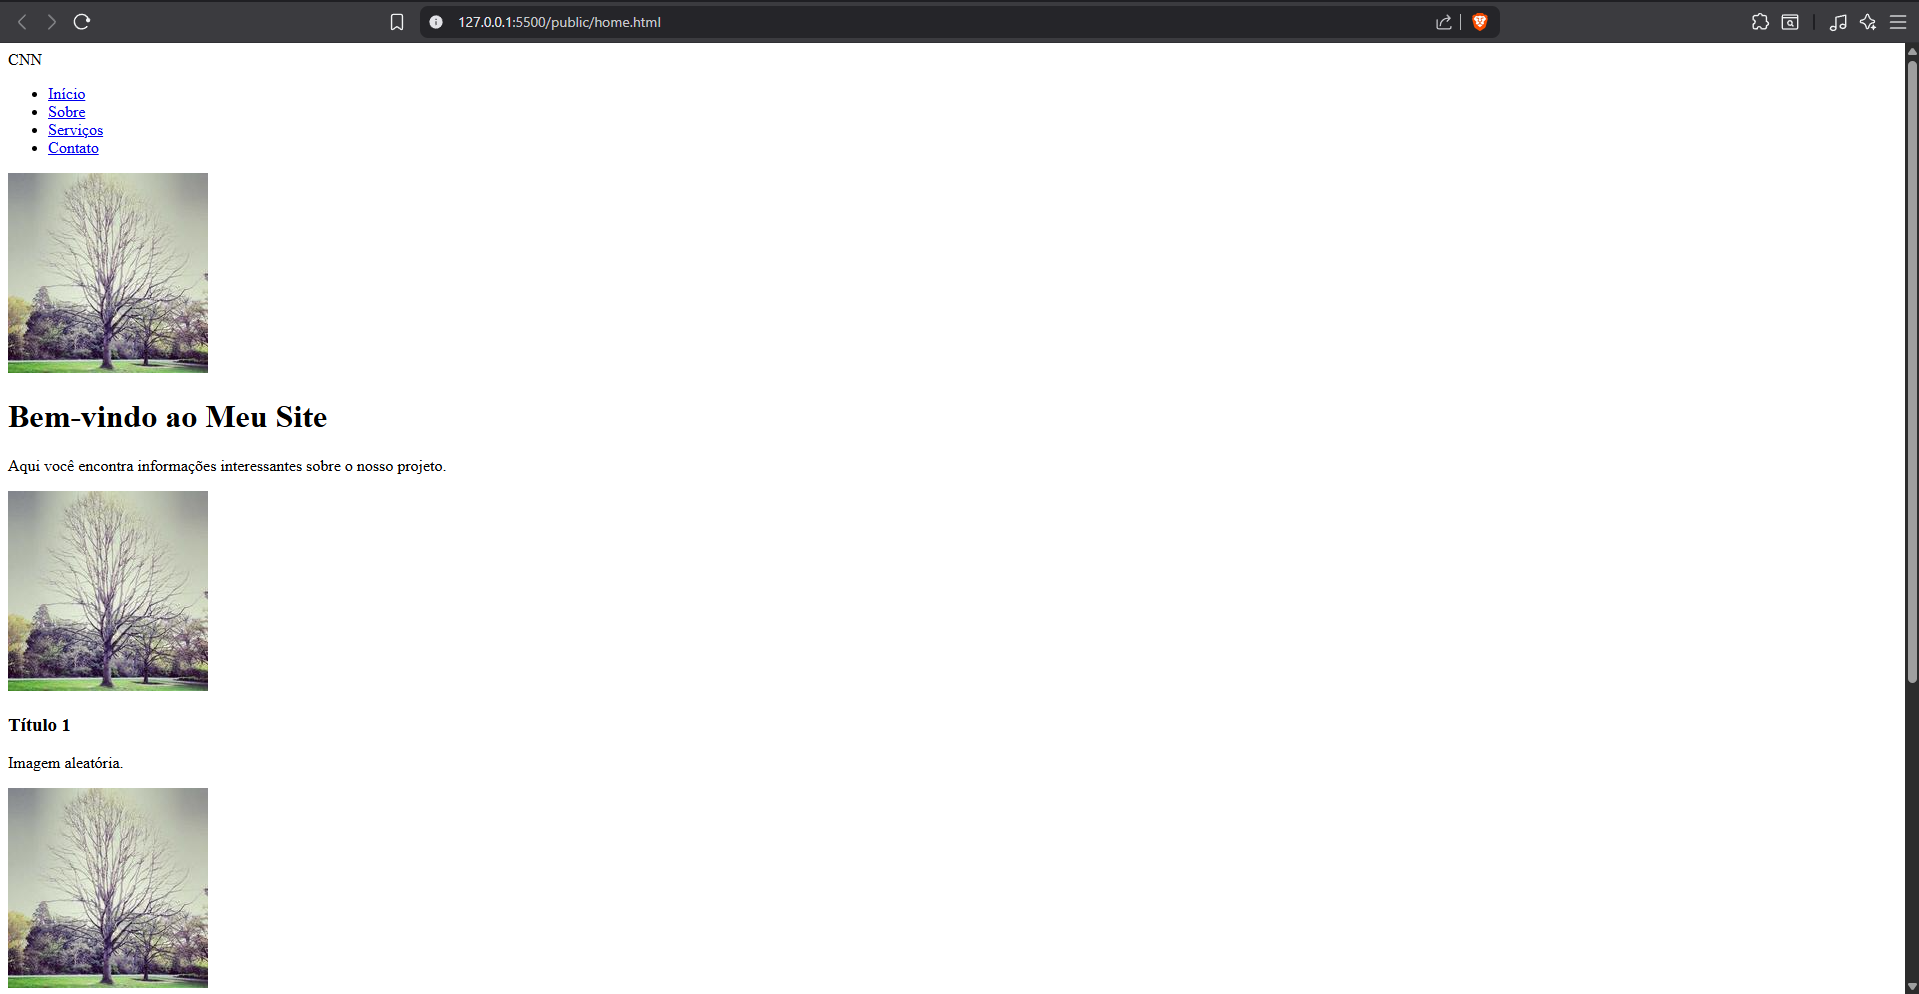 127.0.0.1:5500/public/home.html
CNN
Início
Sobre
Serviços
Contato
Bem-vindo ao Meu Site
Aqui você encontra informações interessantes sobre o nosso projeto.
Título 1
Imagem aleatória.